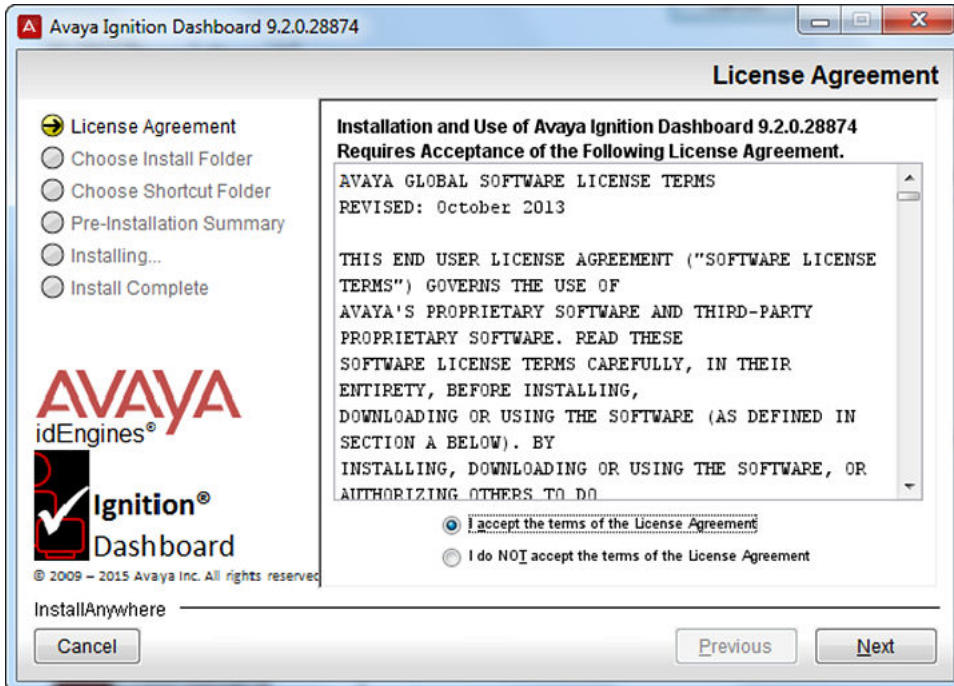 Avaya Ignition Dashboard 9.2.0.28874
License Agreement
License Agreement
Choose Install Folder
Choose Shortcut Folder
Pre-Installation Summary
Installing...
Install Complete
AVAYA
idEngines®
Ignition®
Dashboard
© 2009 – 2015 Avaya Inc. All rights reserved
Installation and Use of Avaya Ignition Dashboard 9.2.0.28874
Requires Acceptance of the Following License Agreement.
AVAYA GLOBAL SOFTWARE LICENSE TERMS
REVISED: October 2013
THIS END USER LICENSE AGREEMENT ("SOFTWARE LICENSE
TERMS") GOVERNS THE USE OF
AVAYA'S PROPRIETARY SOFTWARE AND THIRD-PARTY
PROPRIETARY SOFTWARE. READ THESE
SOFTWARE LICENSE TERMS CAREFULLY, IN THEIR
ENTIRETY, BEFORE INSTALLING,
DOWNLOADING OR USING THE SOFTWARE (AS DEFINED IN
SECTION A BELOW). BY
INSTALLING, DOWNLOADING OR USING THE SOFTWARE, OR
AUTHORIZING OTHERS TO DO
I accept the terms of the License Agreement
I do NOT accept the terms of the License Agreement
InstallAnywhere
Cancel
Previous
Next